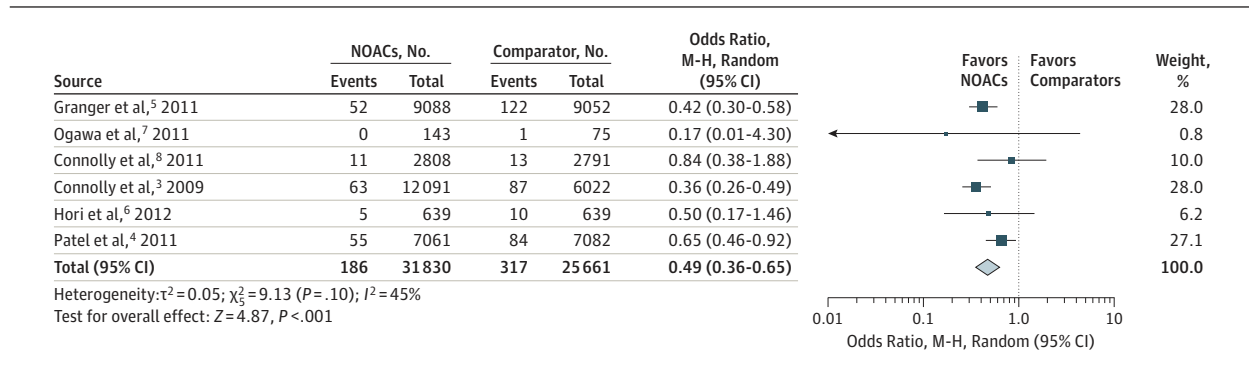 NOACs, No. Comparator, No. Odds Ratio, M-H, Random (95% CI) Favors NOACs Favors Comparators Weight, %
Source Events Total Events Total
Granger et al,⁵ 2011 52 9088 122 9052 0.42 (0.30-0.58) 28.0
Ogawa et al,⁷ 2011 0 143 1 75 0.17 (0.01-4.30) 0.8
Connolly et al,⁸ 2011 11 2808 13 2791 0.84 (0.38-1.88) 10.0
Connolly et al,³ 2009 63 12 091 87 6022 0.36 (0.26-0.49) 28.0
Hori et al,⁶ 2012 5 639 10 639 0.50 (0.17-1.46) 6.2
Patel et al,⁴ 2011 55 7061 84 7082 0.65 (0.46-0.92) 27.1
Total (95% CI) 186 31 830 317 25 661 0.49 (0.36-0.65) 100.0
Heterogeneity:τ² = 0.05; χ²₅ = 9.13 (P = .10); I² = 45%
Test for overall effect: Z = 4.87, P <.001
0.01 0.1 1.0 10
Odds Ratio, M-H, Random (95% CI)